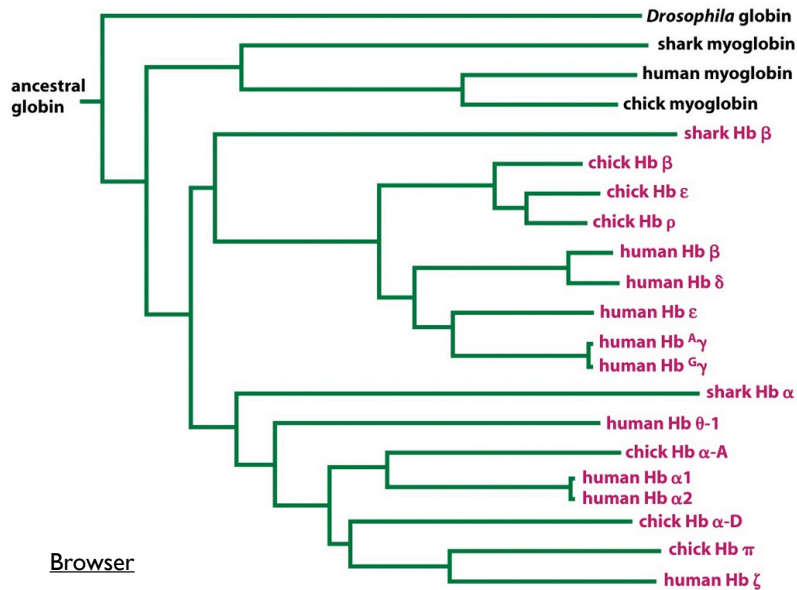 Drosophila globin
shark myoglobin
ancestral
globin
human myoglobin
chick myoglobin
shark Hb β
chick Hb β
chick Hb ε
chick Hb ρ
human Hb β
human Hb δ
human Hb ε
human Hb ᴬγ
human Hb ᴳγ
shark Hb α
human Hb θ-1
chick Hb α-A
human Hb α1
human Hb α2
chick Hb α-D
chick Hb π
human Hb ζ
Browser